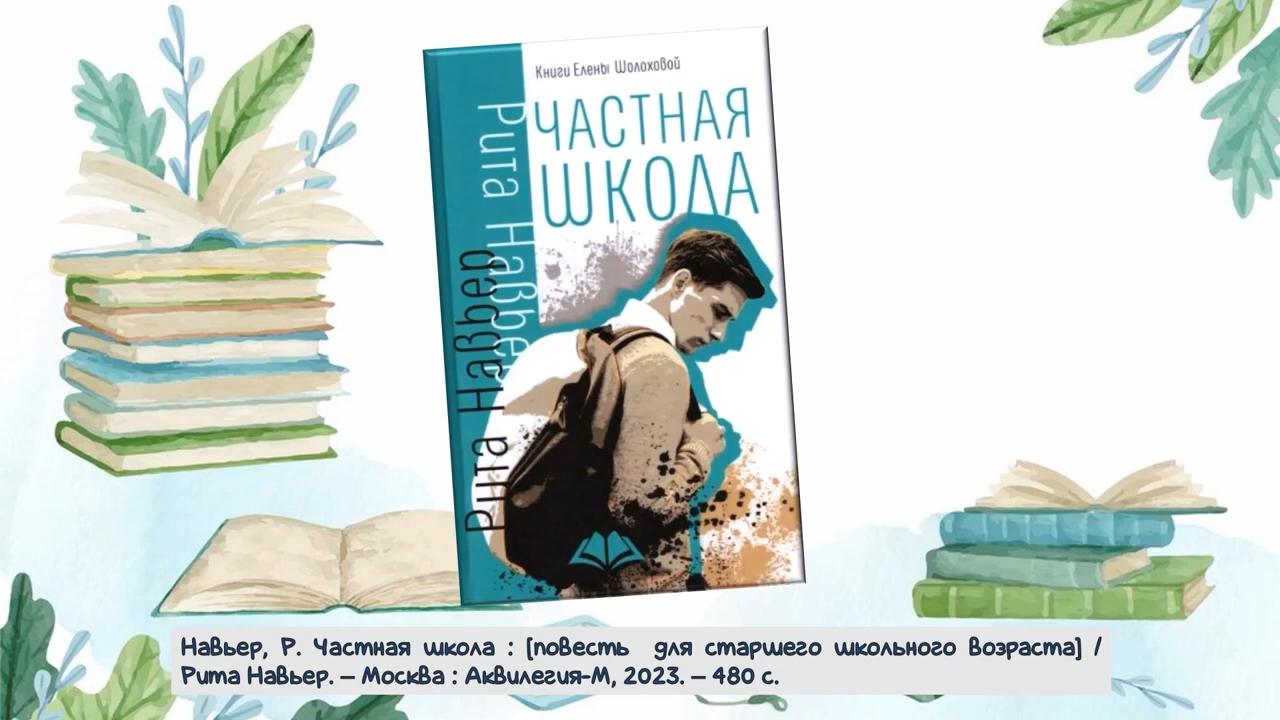 Книги Елены Шолоховой
ЧАСТНАЯ
ШКОЛА
Рита Навьер
Рита Навьер
Навьер, Р. Частная школа : [повесть для старшего школьного возраста] /
Рита Навьер. – Москва : Аквилегия-М, 2023. – 480 с.